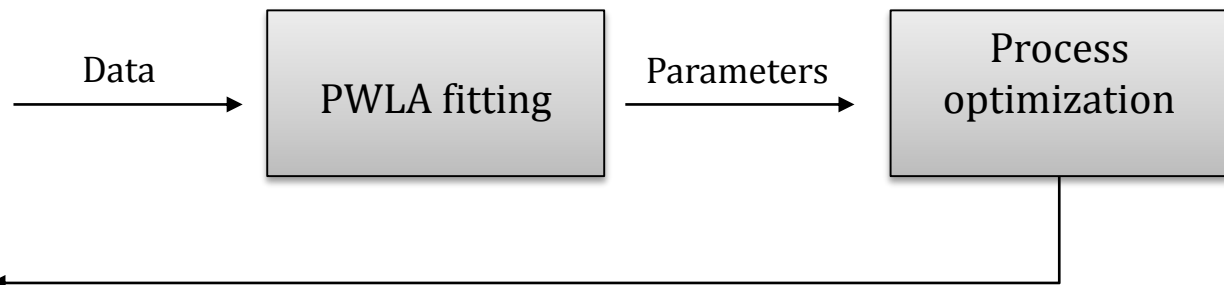 Data
PWLA fitting
Parameters
Process
optimization